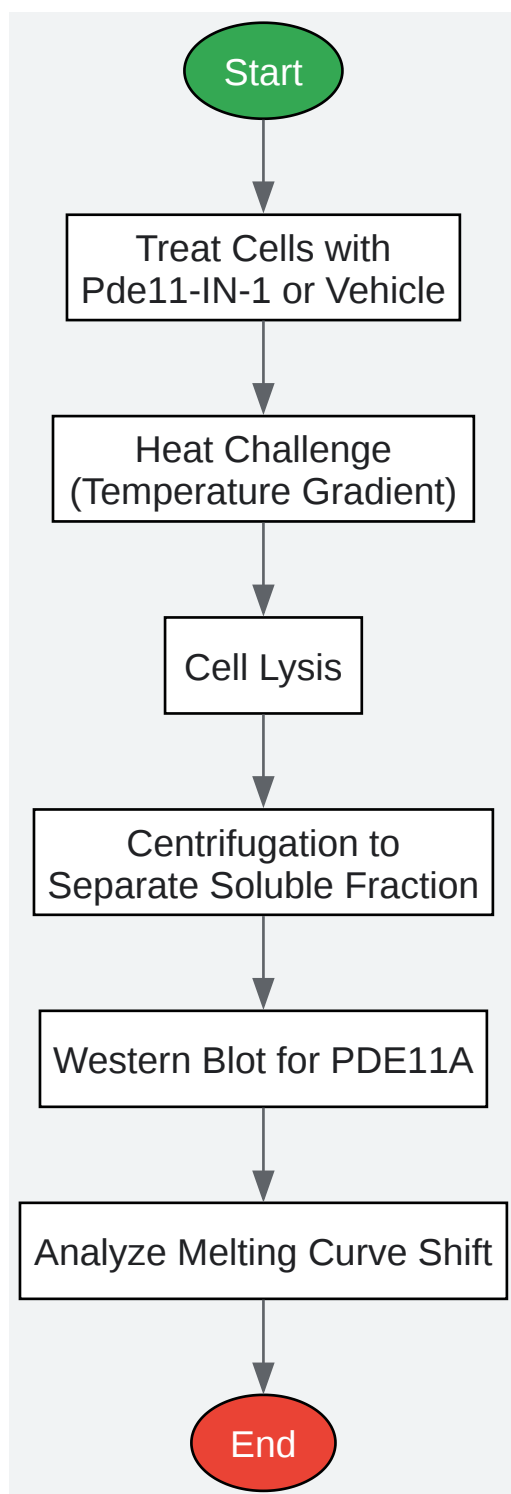 Start
Treat Cells with
Pde11-IN-1 or Vehicle
Heat Challenge
(Temperature Gradient)
Cell Lysis
Centrifugation to
Separate Soluble Fraction
Western Blot for PDE11A
Analyze Melting Curve Shift
End